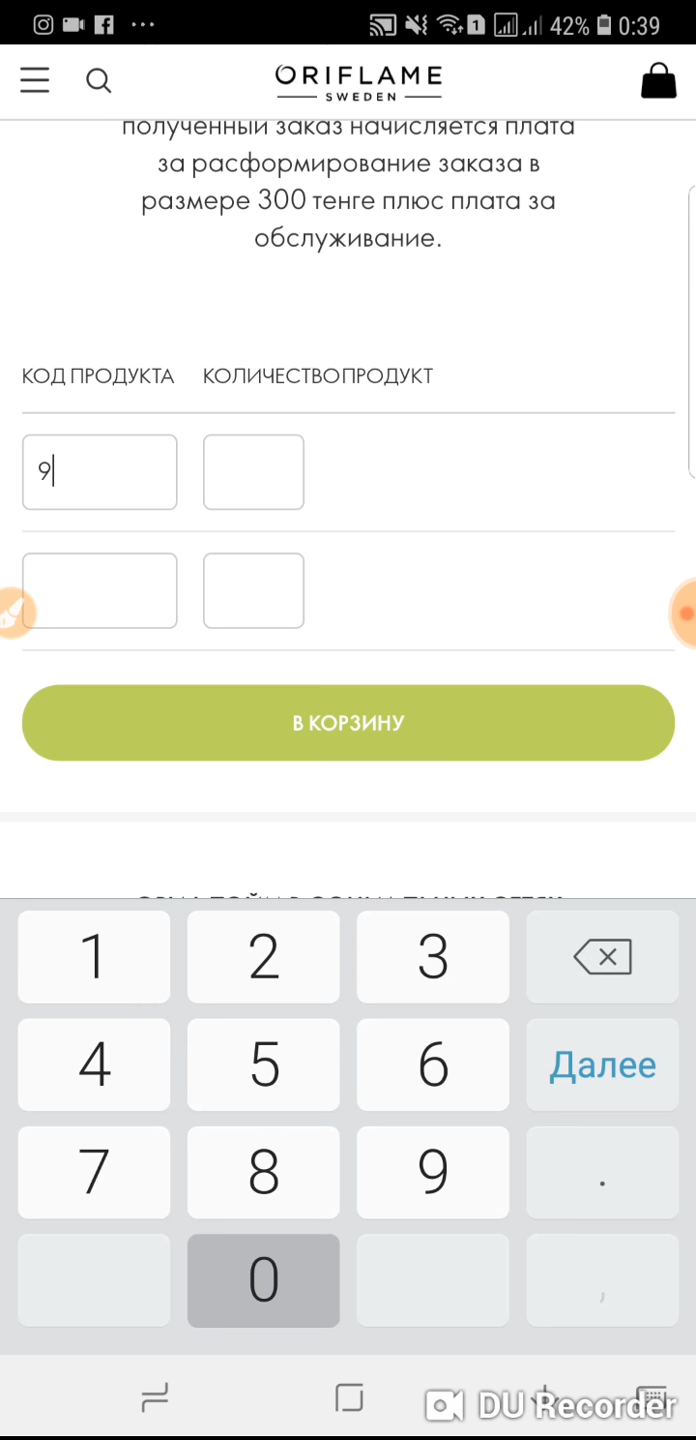 42% 0:39
ORIFLAME
SWEDEN
полученный заказ начисляется плата
за расформирование заказа в
размере 300 тенге плюс плата за
обслуживание.
КОД ПРОДУКТА КОЛИЧЕСТВОПРОДУКТ
9
В КОРЗИНУ
1 2 3
4 5 6 Далее
7 8 9 .
0 ,
DU Recorder